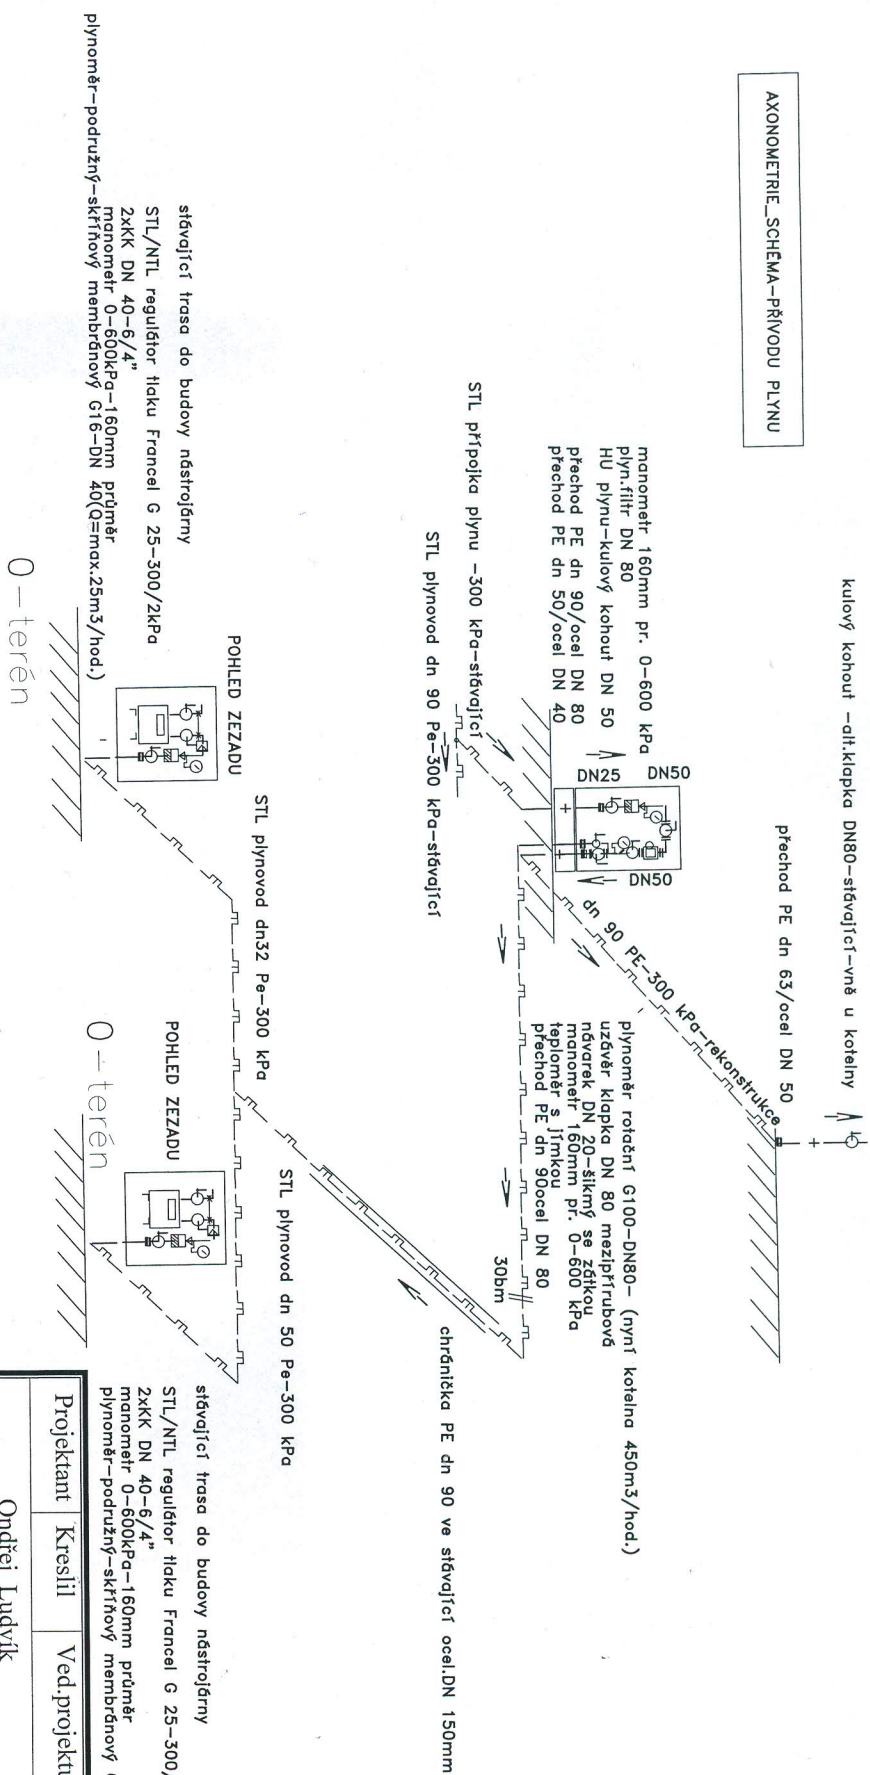 AXONOMETRIE_SCHÉMA-PŘÍVODU PLYNU
kulový kohout -alt.klapka DN80-stávající-vně u kotelny
přechod PE dn 63/ocel DN 50
manometr 160mm pr. 0-600 kPa
plyn.filtr DN 80
HU plynu-kulový kohout DN 50
přechod PE dn 90/ocel DN 80
přechod PE dn 50/ocel DN 40
DN50
DN25
DN50
dn 90 PE-300 kPa-rekonstrukce
plynoměr rotační G100-DN80- (nyní kotelna 450m3/hod.)
uzávěr klapka DN 80 mezipřírubová
návarek DN 20-šikmý se zátkou
manometr 160mm pr. 0-600 kPa
teploměr s jímkou
přechod PE dn 90ocel DN 80
30bm
STL přípojka plynu -300 kPa-stávající
STL plynovod dn 90 Pe-300 kPa-stávající
chránička PE dn 90 ve stávající ocel.DN 150mm
STL plynovod dn 50 Pe-300 kPa
STL plynovod dn32 Pe-300 kPa
POHLED ZEZADU
stávající trasa do budovy nástrojárny
STL/NTL regulátor tlaku Francel G 25-300/2kPa
2xKK DN 40-6/4"
manometr 0-600kPa-160mm průměr
plynoměr-podružný-skříňový membránový G16-DN 40(Q=max.25m3/hod.)
0-terén
POHLED ZEZADU
0-terén
stávající trasa do budovy nástrojárny
STL/NTL regulátor tlaku Francel G 25-300/
2xKK DN 40-6/4"
manometr 0-600kPa-160mm průměr
plynoměr-podružný-skříňový membránový
Projektant Kreslil Ved.projektu
Ondřej Ludvík